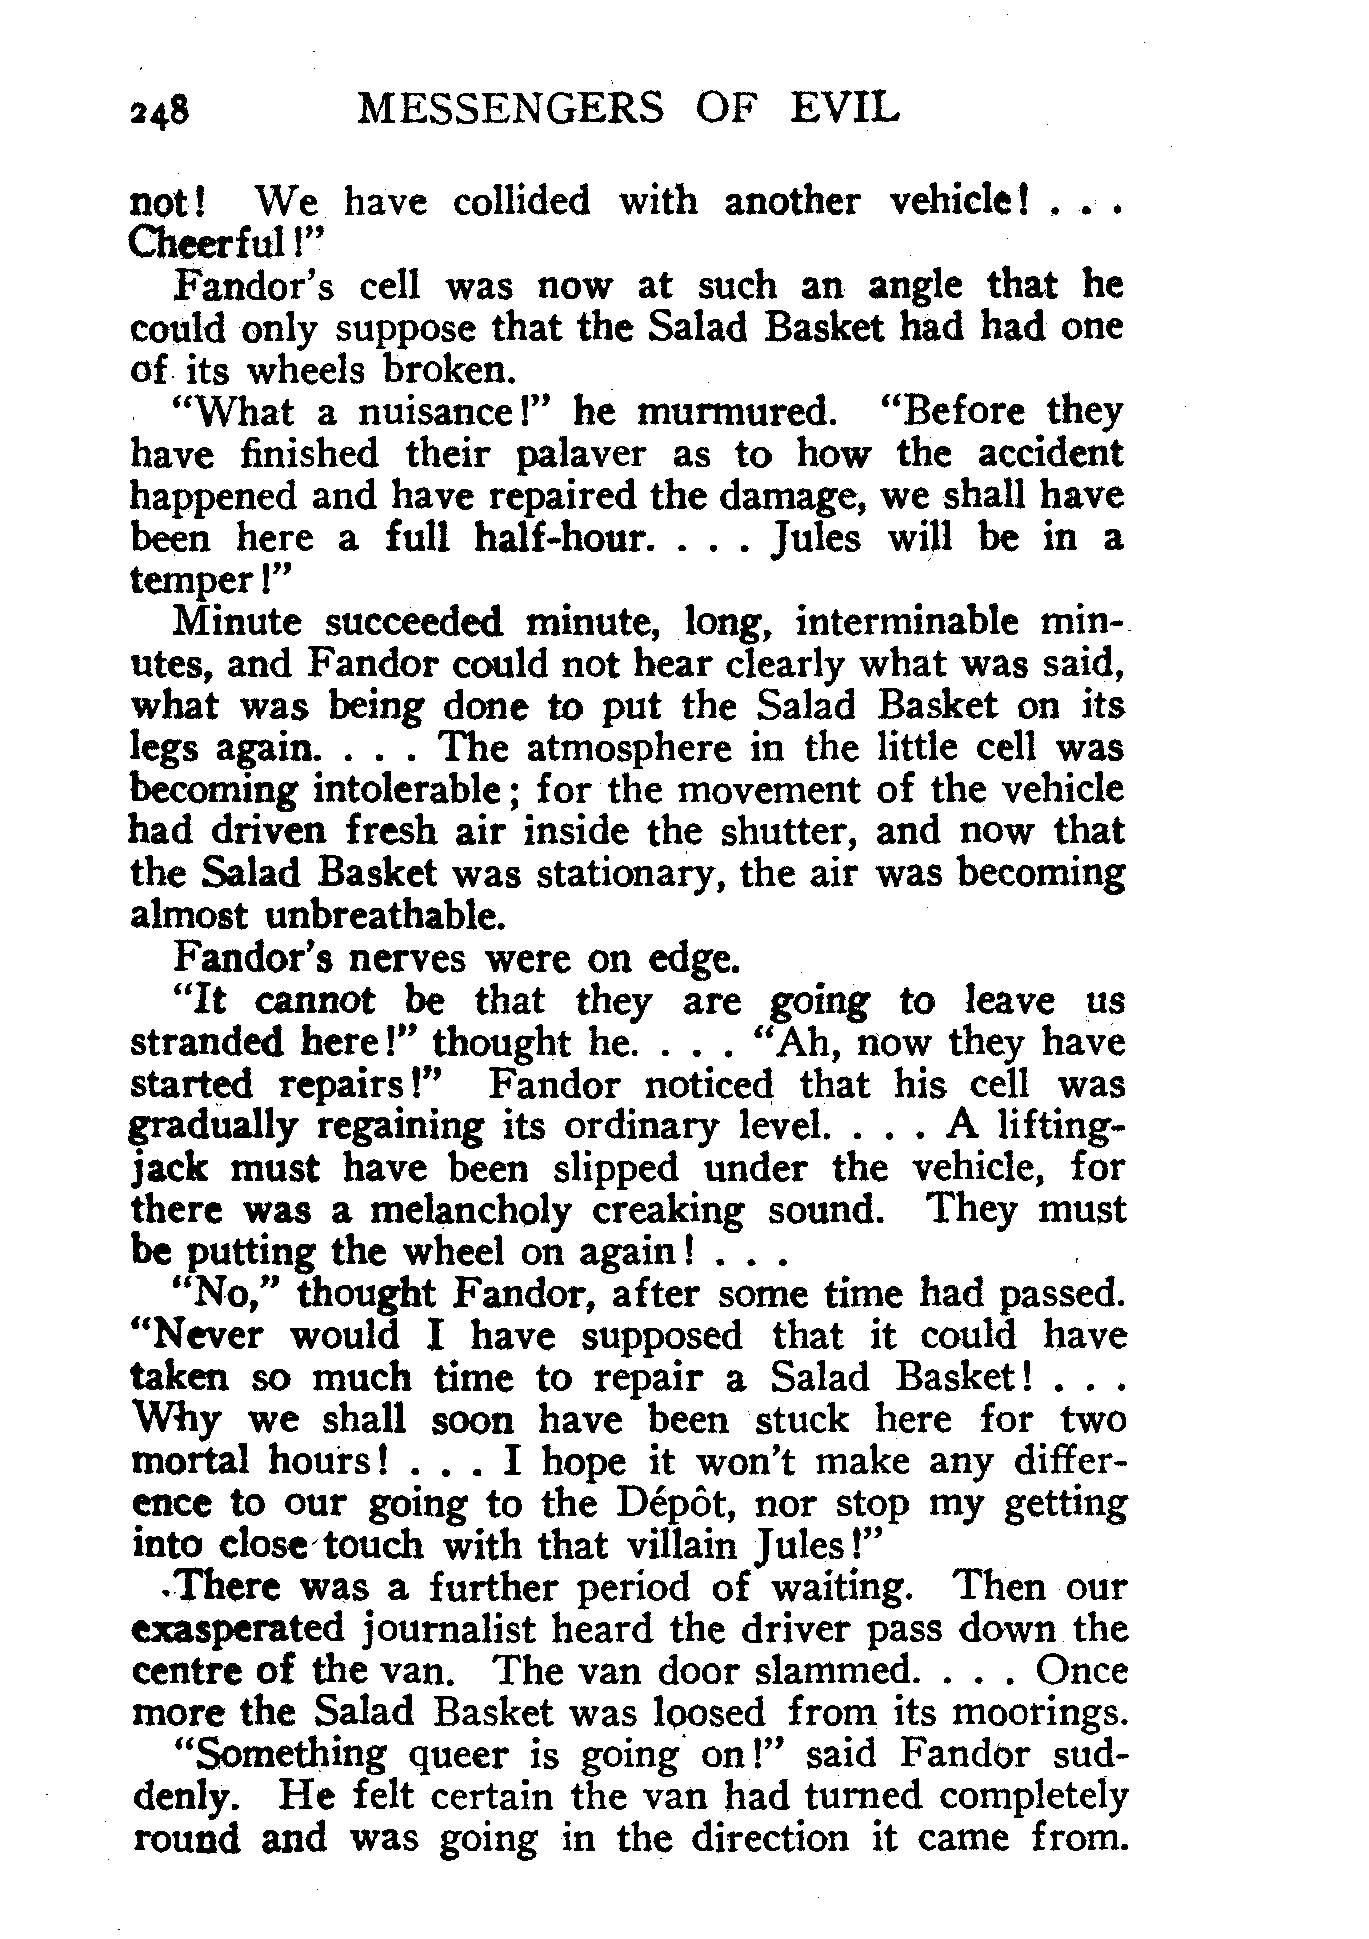 248 MESSENGERS OF EVIL
not! We have collided with another vehicle! . . .
Cheerful!”
Fandor’s cell was now at such an angle that he
could only suppose that the Salad Basket had had one
of its wheels broken.
“What a nuisance!” he murmured. “Before they
have finished their palaver as to how the accident
happened and have repaired the damage, we shall have
been here a full half-hour. . . . Jules will be in a
temper!”
Minute succeeded minute, long, interminable min-
utes, and Fandor could not hear clearly what was said,
what was being done to put the Salad Basket on its
legs again. . . . The atmosphere in the little cell was
becoming intolerable; for the movement of the vehicle
had driven fresh air inside the shutter, and now that
the Salad Basket was stationary, the air was becoming
almost unbreathable.
Fandor’s nerves were on edge.
“It cannot be that they are going to leave us
stranded here!” thought he. . . . “Ah, now they have
started repairs!” Fandor noticed that his cell was
gradually regaining its ordinary level. . . . A lifting-
jack must have been slipped under the vehicle, for
there was a melancholy creaking sound. They must
be putting the wheel on again! . . .
“No,” thought Fandor, after some time had passed.
“Never would I have supposed that it could have
taken so much time to repair a Salad Basket! . . .
Why we shall soon have been stuck here for two
mortal hours! . . . I hope it won’t make any differ-
ence to our going to the Dépôt, nor stop my getting
into close touch with that villain Jules!”
There was a further period of waiting. Then our
exasperated journalist heard the driver pass down the
centre of the van. The van door slammed. . . . Once
more the Salad Basket was loosed from its moorings.
“Something queer is going on!” said Fandor sud-
denly. He felt certain the van had turned completely
round and was going in the direction it came from.